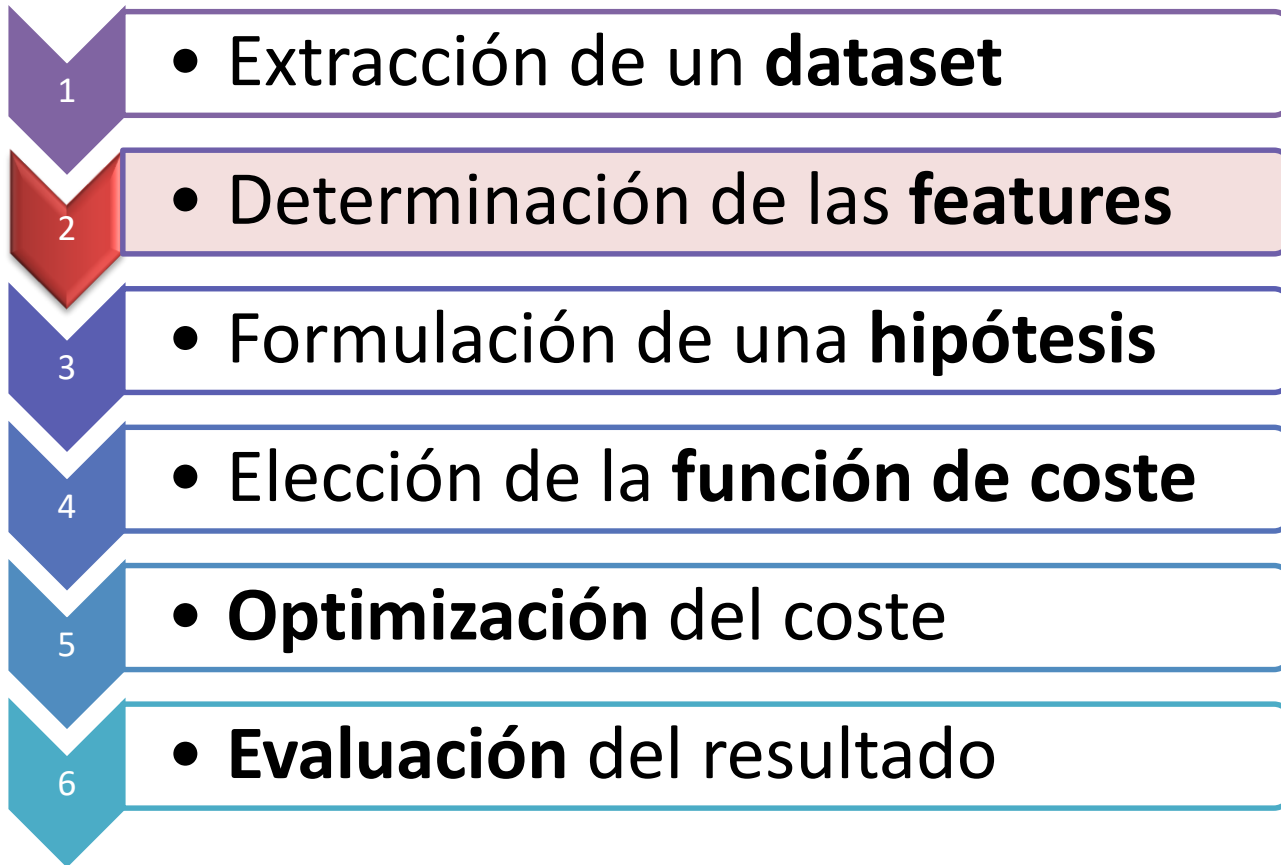 1
• Extracción de un dataset
2
• Determinación de las features
3
• Formulación de una hipótesis
4
• Elección de la función de coste
5
• Optimización del coste
6
• Evaluación del resultado